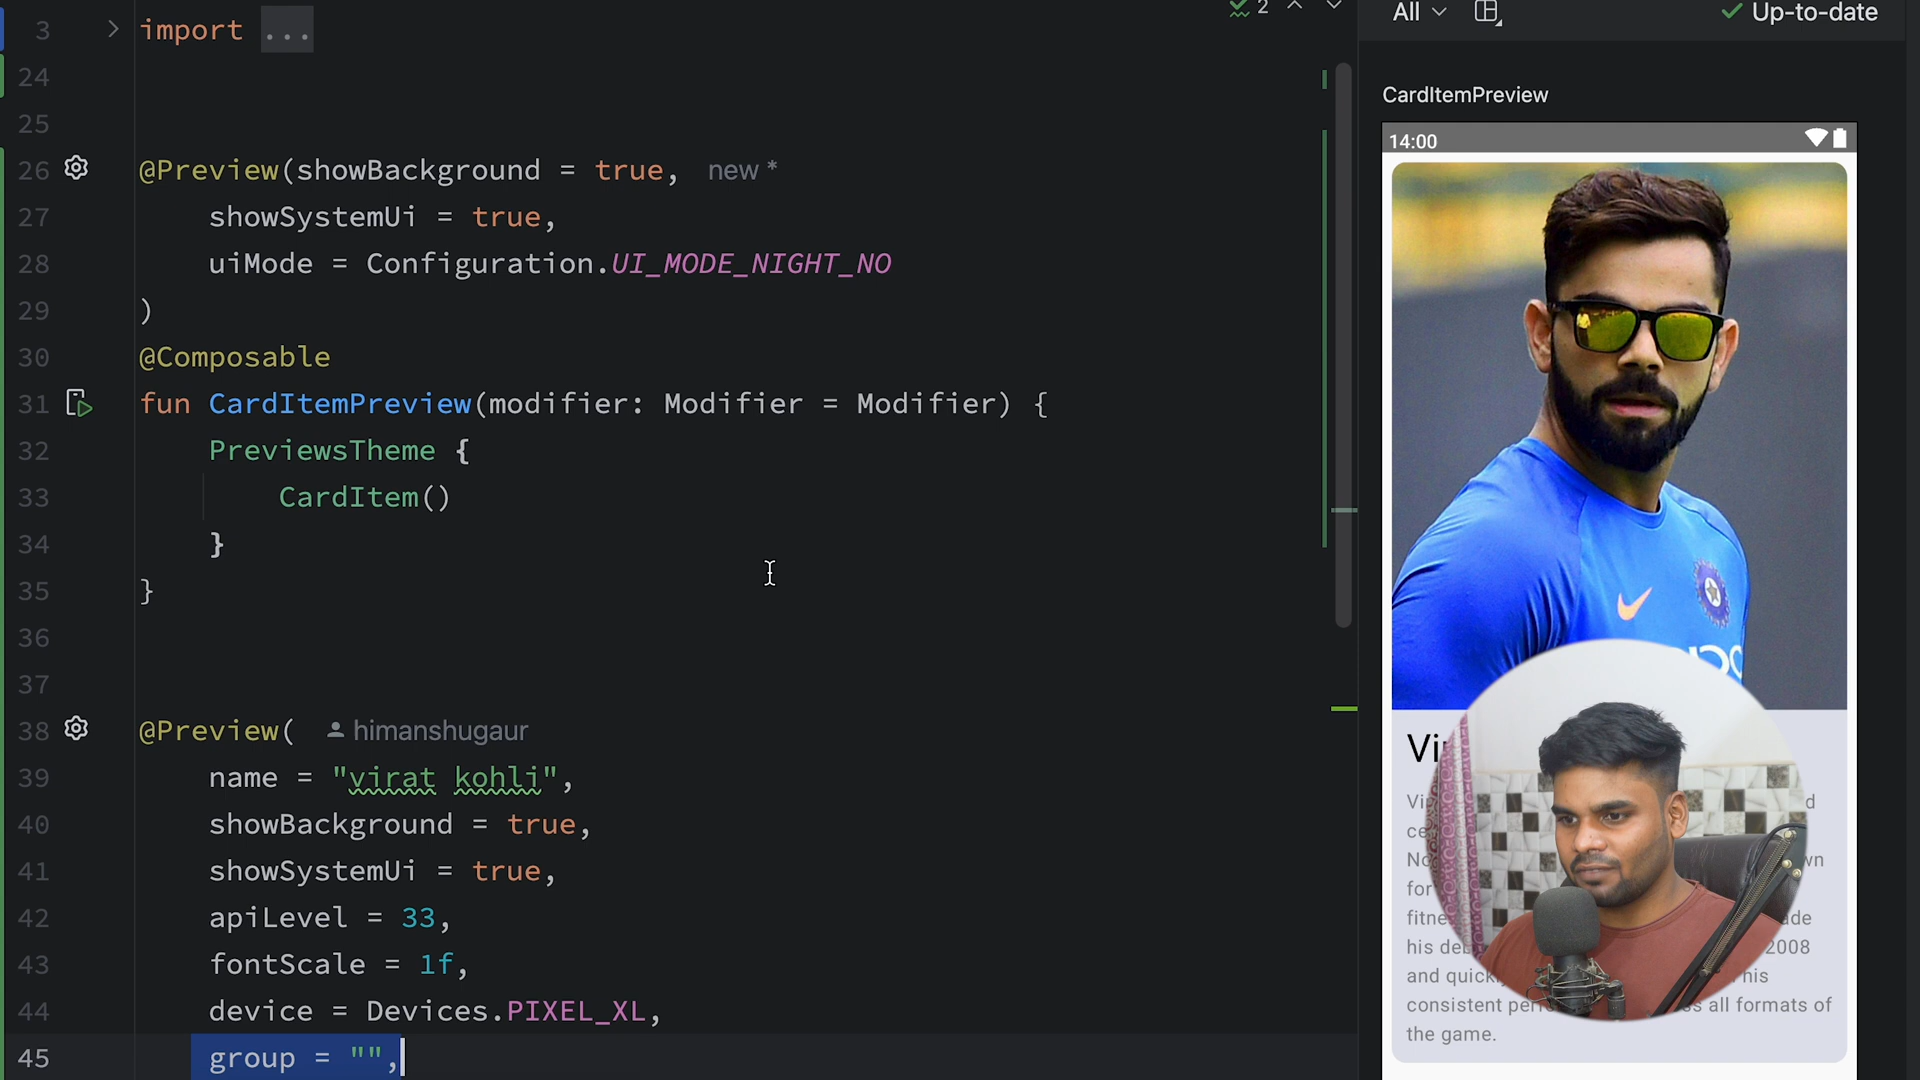 2
All
Up-to-date
3 import ...
24
25
26 @Preview(showBackground = true, new *
27 showSystemUi = true,
28 uiMode = Configuration.UI_MODE_NIGHT_NO
29 )
30 @Composable
31 fun CardItemPreview(modifier: Modifier = Modifier) {
32 PreviewsTheme {
33 CardItem()
34 }
35 }
36
37
38 @Preview( himanshugaur
39 name = "virat kohli",
40 showBackground = true,
41 showSystemUi = true,
42 apiLevel = 33,
43 fontScale = 1f,
44 device = Devices.PIXEL_XL,
45 group = "",
CardItemPreview
14:00
his
2008
and
consistent all formats of
the game.